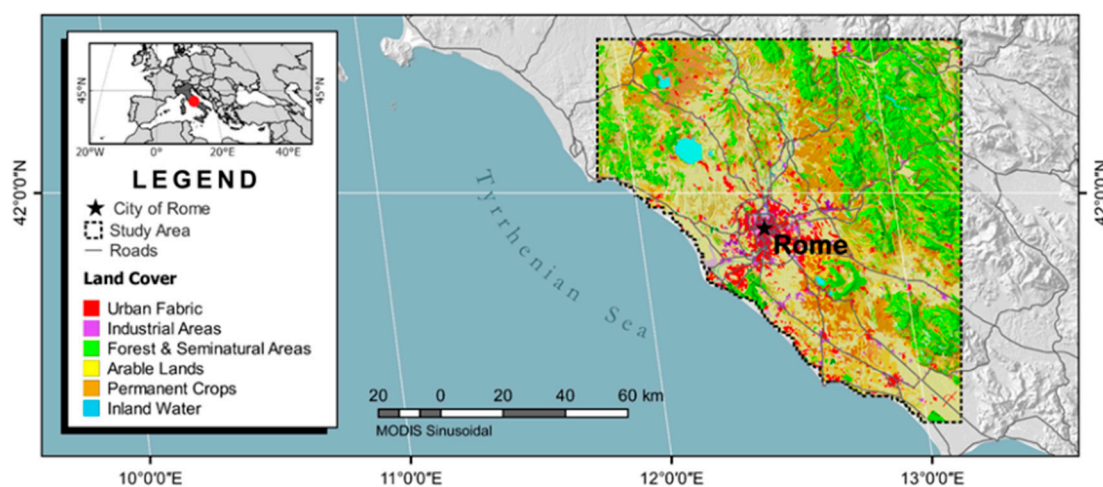 45°N
45°N
20°W
0°E
20°E
40°E
LEGEND
City of Rome
Study Area
Roads
Land Cover
Urban Fabric
Industrial Areas
Forest & Seminatural Areas
Arable Lands
Permanent Crops
Inland Water
42°0'0"N
42°0'0"N
Tyrrhenian Sea
Rome
20 0 20 40 60 km
MODIS Sinusoidal
10°0'0"E
11°0'0"E
12°0'0"E
13°0'0"E